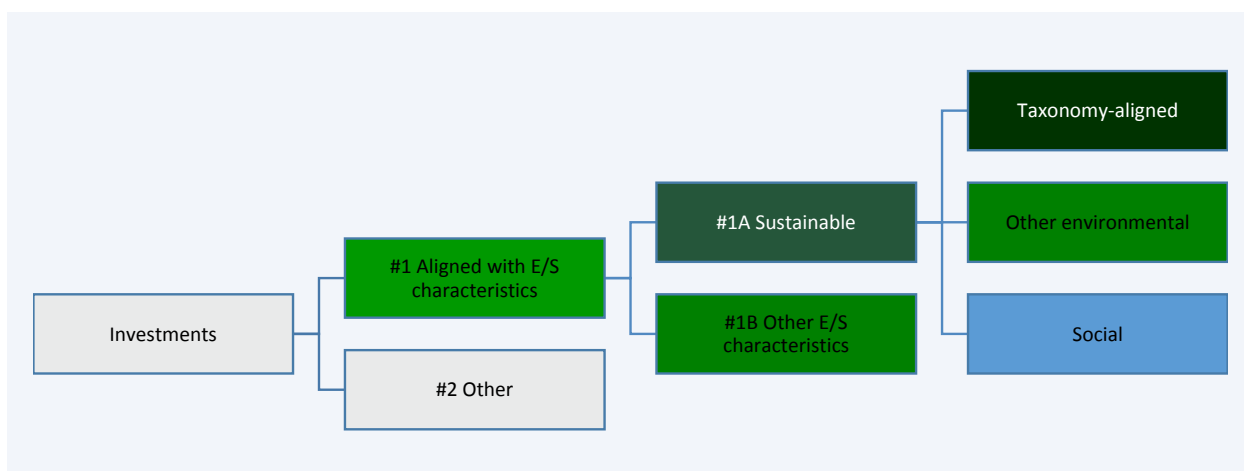 Investments
#1 Aligned with E/S
characteristics
#2 Other
#1A Sustainable
#1B Other E/S
characteristics
Taxonomy-aligned
Other environmental
Social